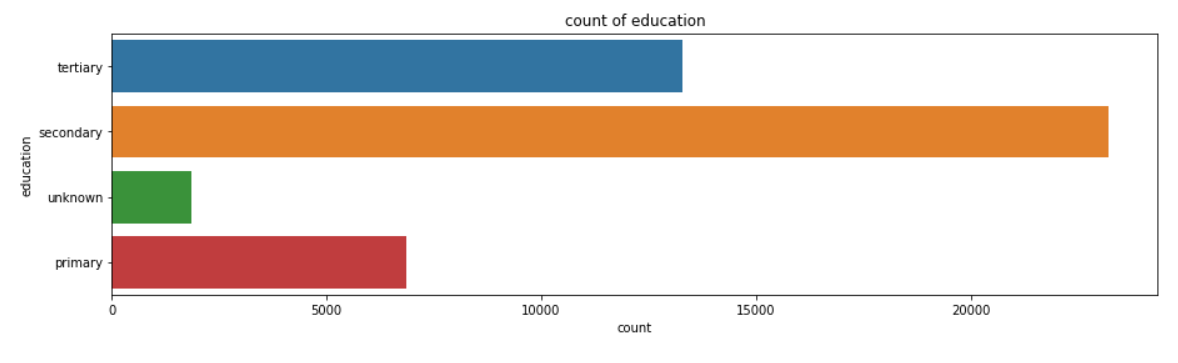 count of education
tertiary
secondary
unknown
primary
education
0 5000 10000 15000 20000
count